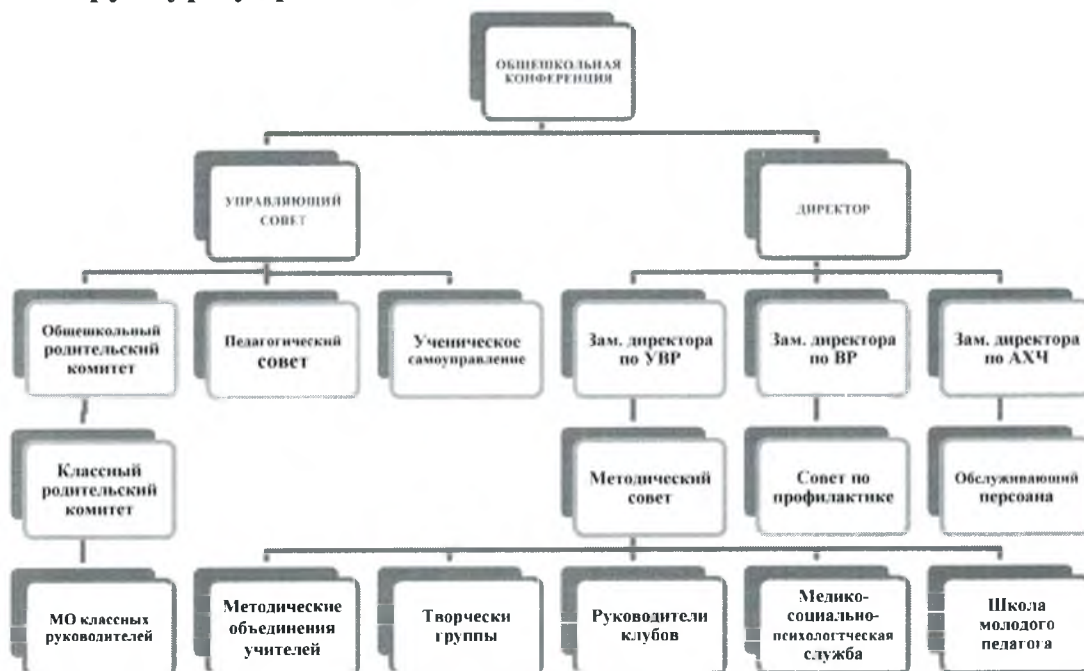 ОБЩЕШКОЛЬНАЯ
КОНФЕРЕНЦИЯ
УПРАВЛЯЮЩИЙ
СОВЕТ
ДИРЕКТОР
Общешкольный
родительский
комитет
Педагогический
совет
Ученическое
самоуправление
Зам. директора
по УВР
Зам. директора
по ВР
Зам. директора
по АХЧ
Классный
родительский
комитет
Методический
совет
Совет по
профилактике
Обслуживающий
персоана
МО классных
руководителей
Методические
объединения
учителей
Творчески
группы
Руководители
клубов
Медико-
социально-
психологтческая
служба
Школа
молодого
педагога